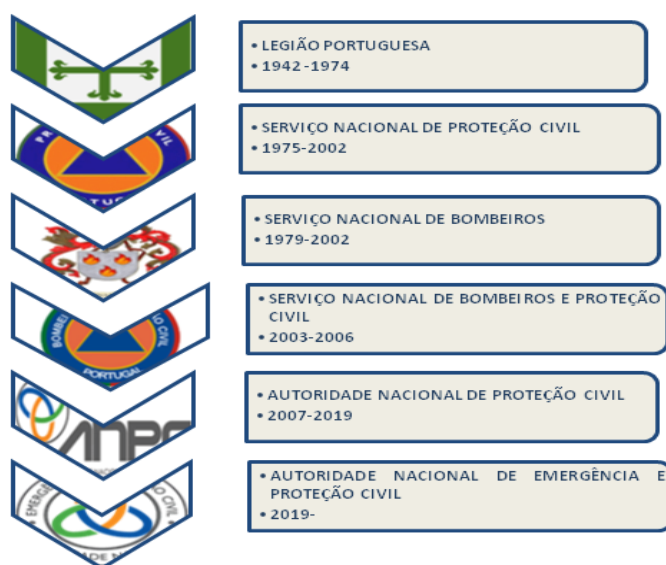 • LEGIÃO PORTUGUESA
• 1942 -1974
• SERVIÇO NACIONAL DE PROTEÇÃO CIVIL
• 1975-2002
• SERVIÇO NACIONAL DE BOMBEIROS
• 1979-2002
• SERVIÇO NACIONAL DE BOMBEIROS E PROTEÇÃO
CIVIL
• 2003-2006
PORTUGAL
• AUTORIDADE NACIONAL DE PROTEÇÃO CIVIL
• 2007-2019
• AUTORIDADE NACIONAL DE EMERGÊNCIA E
PROTEÇÃO CIVIL
• 2019-